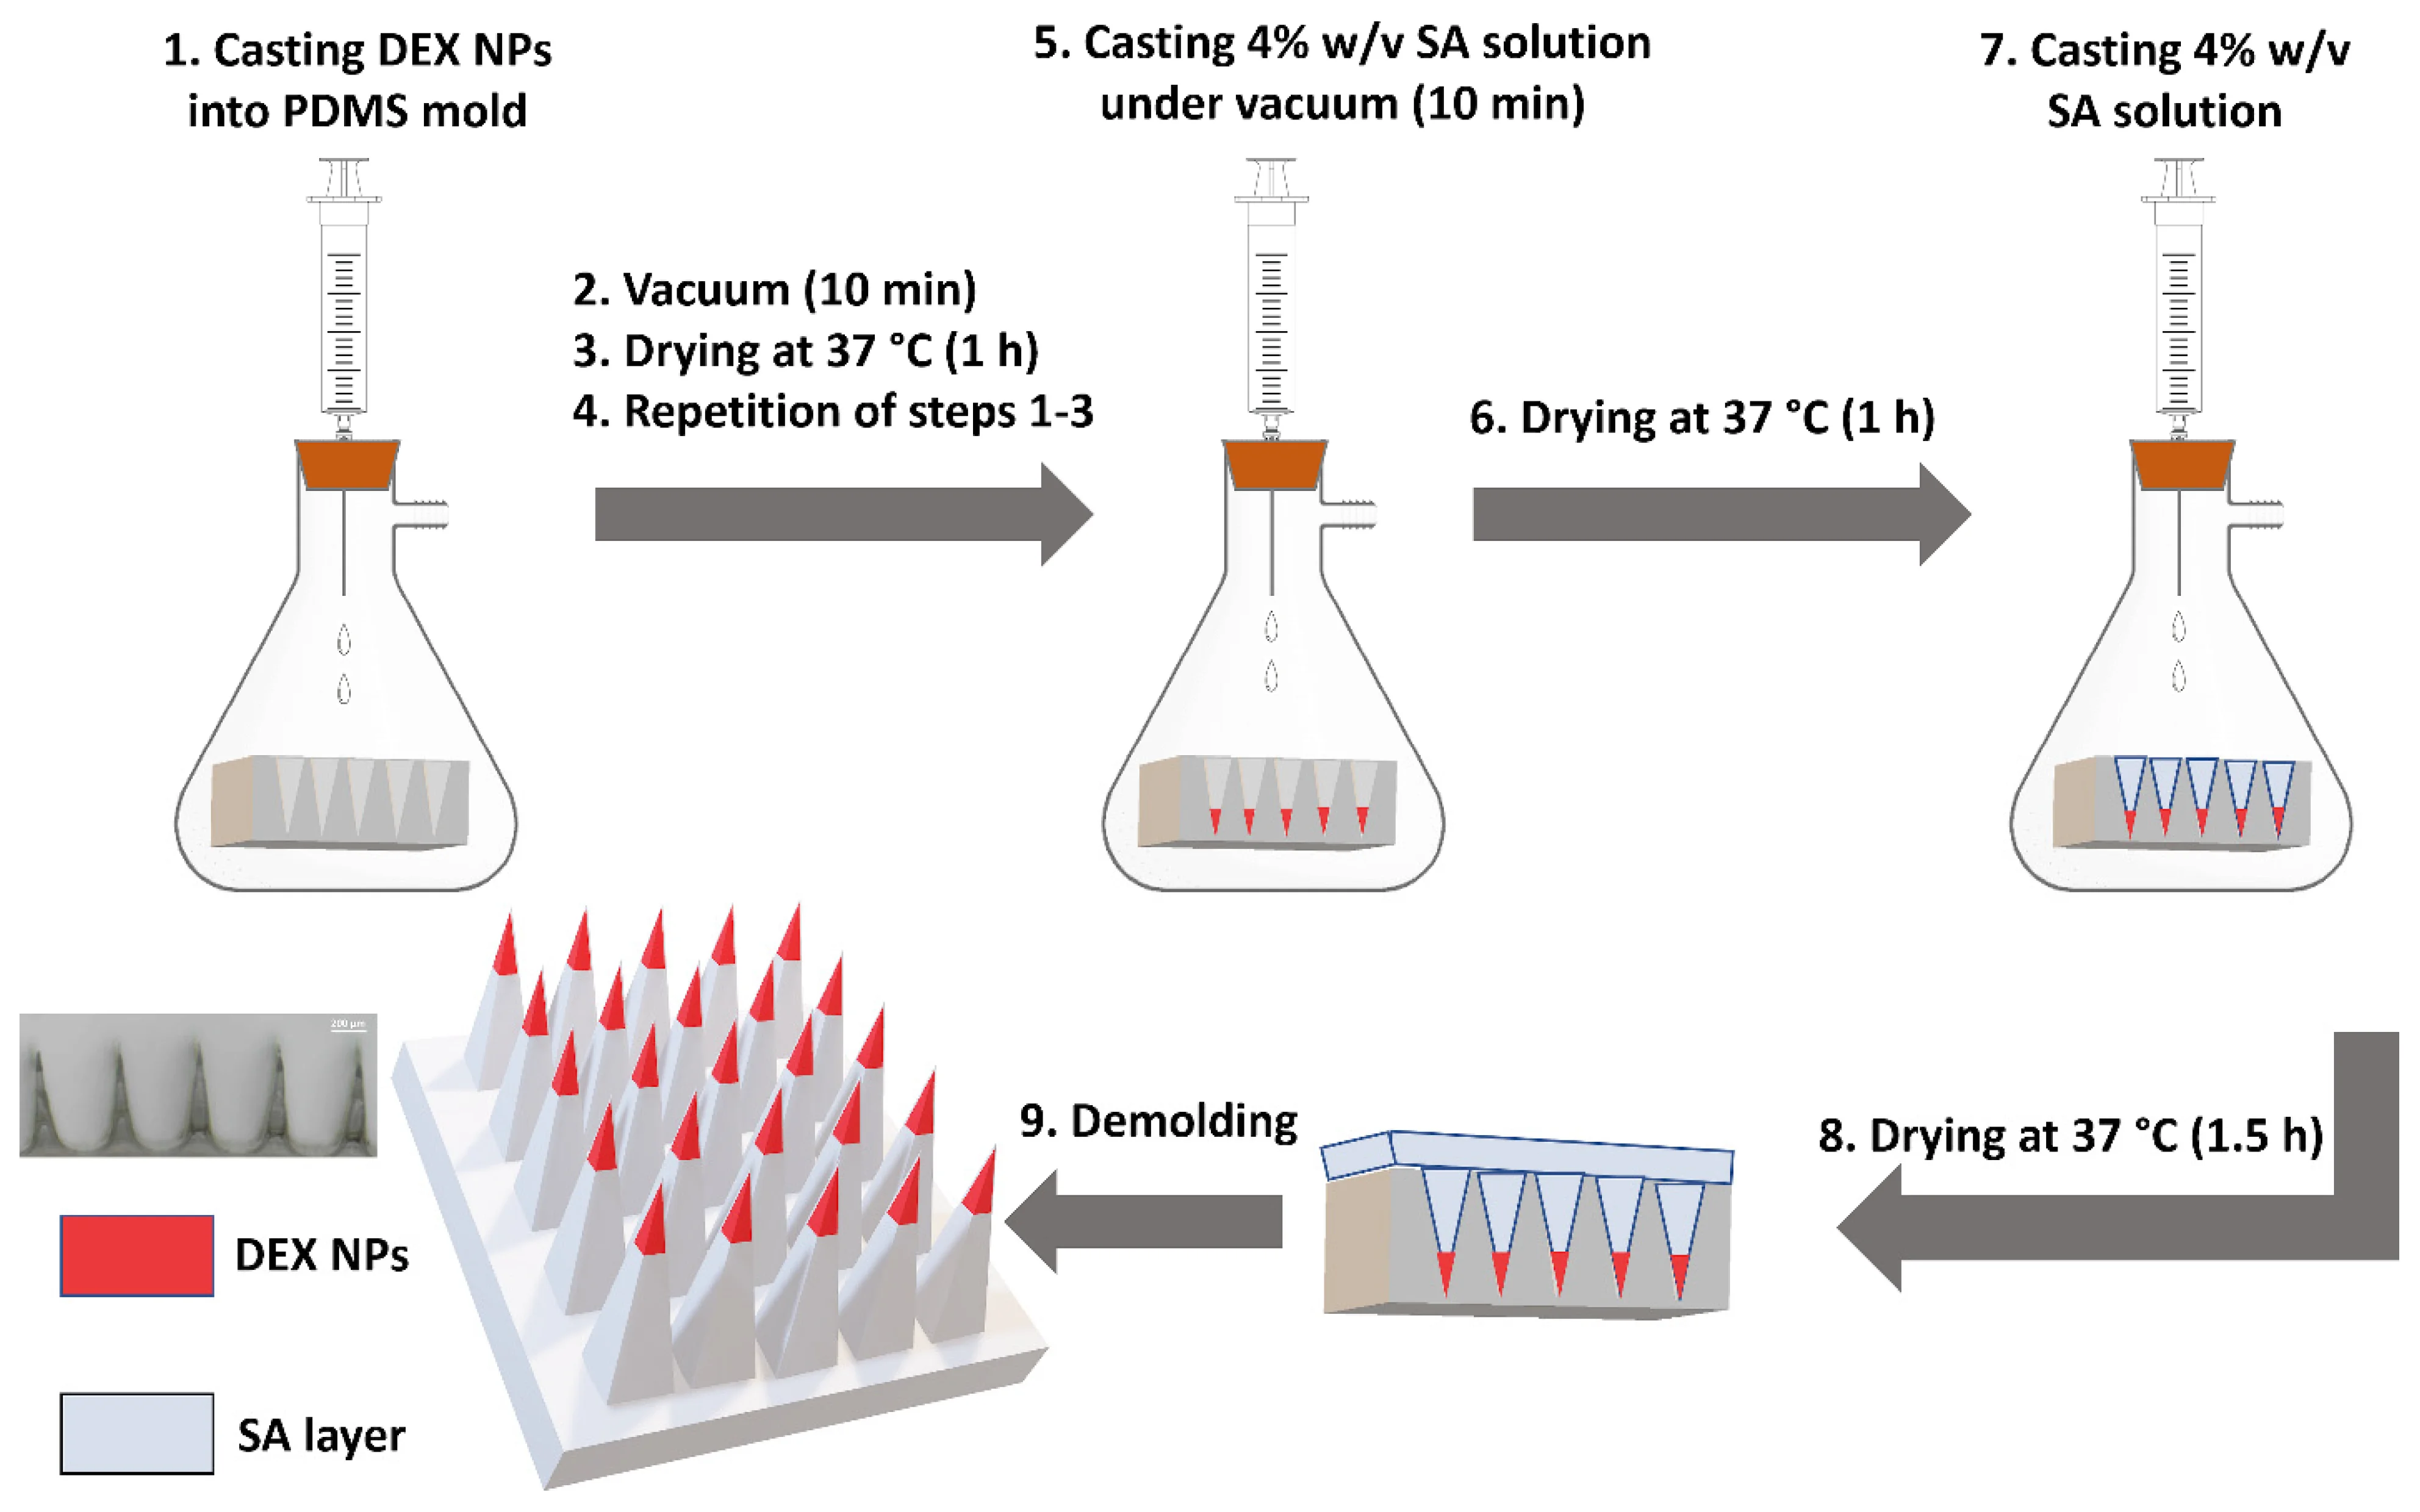 1. Casting DEX NPs
into PDMS mold
2. Vacuum (10 min)
3. Drying at 37 °C (1 h)
4. Repetition of steps 1-3
5. Casting 4% w/v SA solution
under vacuum (10 min)
6. Drying at 37 °C (1 h)
7. Casting 4% w/v
SA solution
8. Drying at 37 °C (1.5 h)
9. Demolding
200 µm
DEX NPs
SA layer